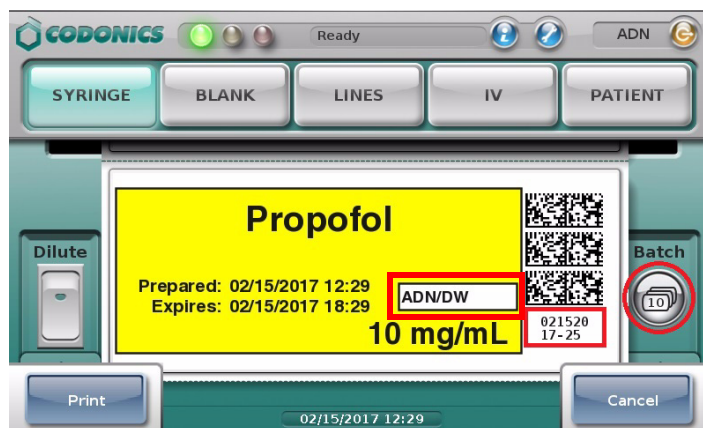 CODONICS Ready ADN
SYRINGE BLANK LINES IV PATIENT
Propofol
Dilute
Batch
Prepared: 02/15/2017 12:29
Expires: 02/15/2017 18:29
ADN/DW
10
10 mg/mL
021520
17-25
Print
Cancel
02/15/2017 12:29